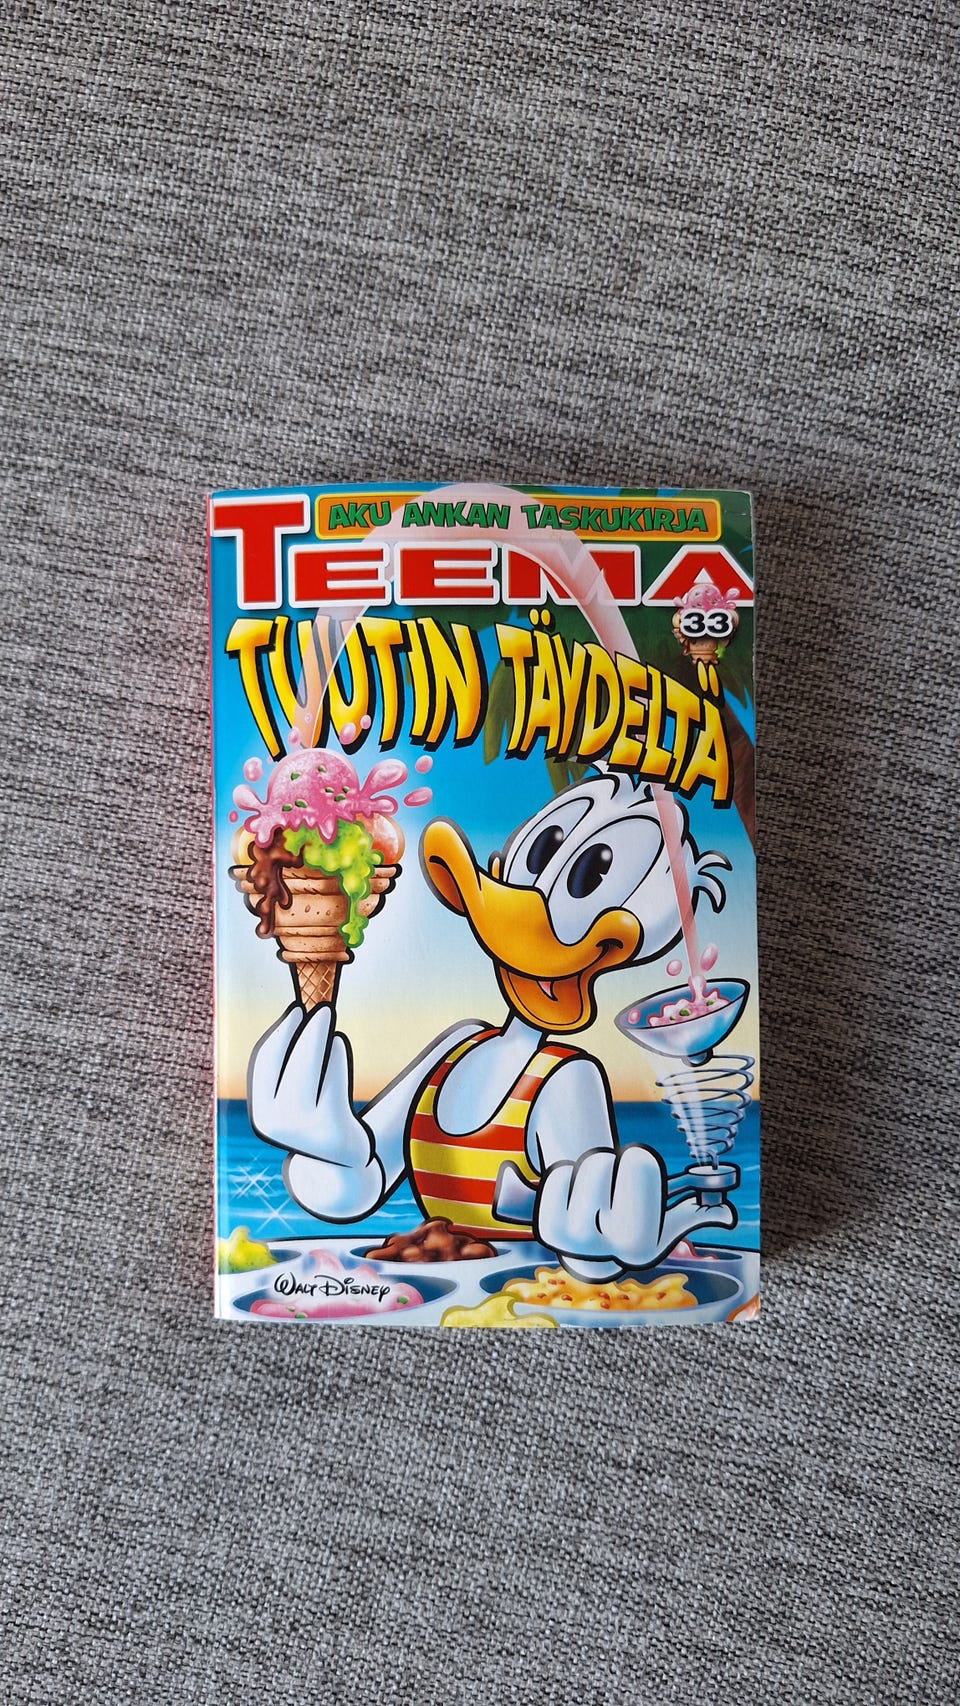 AKU ANKAN TASKUKIRJA
TEEMA
33
TUUTIN TÄYDELTÄ
WALT DISNEY